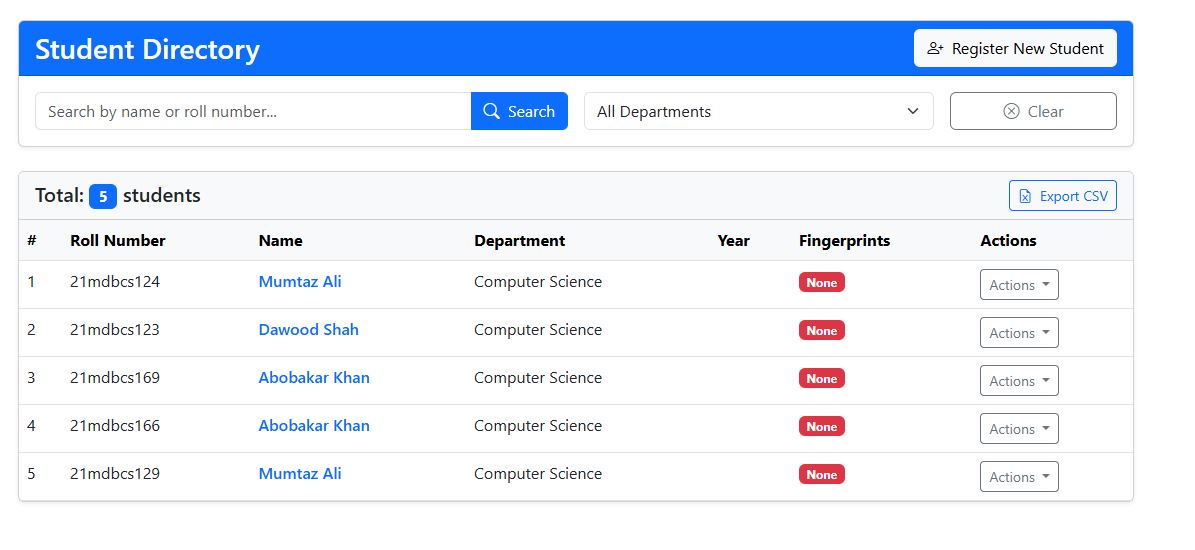 Student Directory
Register New Student
Search by name or roll number...
Search
All Departments
Clear
Total: 5 students
Export CSV
# Roll Number Name Department Year Fingerprints Actions
1 21mdbcs124 Mumtaz Ali Computer Science None Actions
2 21mdbcs123 Dawood Shah Computer Science None Actions
3 21mdbcs169 Abobakar Khan Computer Science None Actions
4 21mdbcs166 Abobakar Khan Computer Science None Actions
5 21mdbcs129 Mumtaz Ali Computer Science None Actions